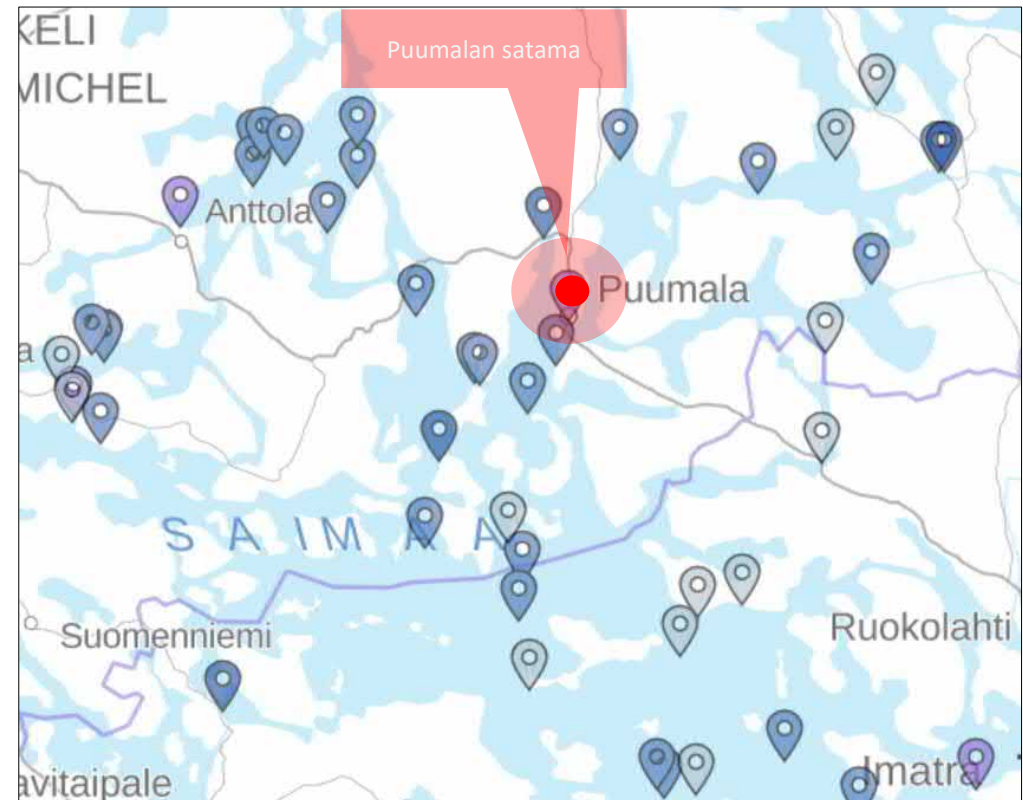 KELI
MICHEL
Puumalan satama
Anttola
Puumala
a
SAIMAA
Suomenniemi
Ruokolahti
avitaipale
Imatra